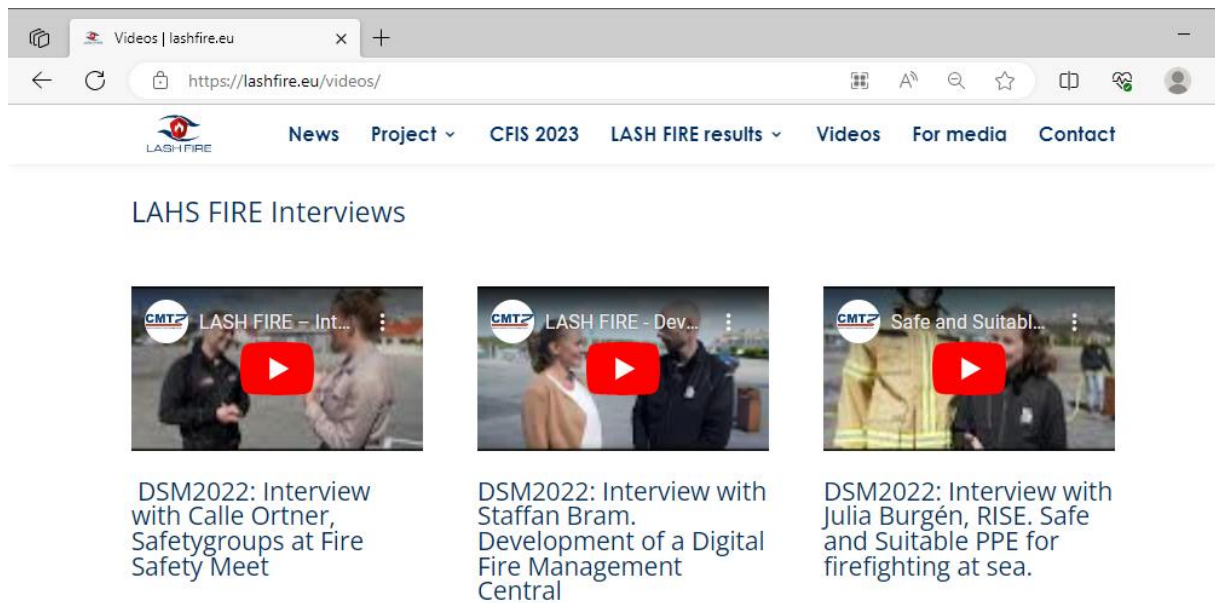 Videos | lashfire.eu
https://lashfire.eu/videos/
LASH FIRE
News Project CFIS 2023 LASH FIRE results Videos For media Contact
LAHS FIRE Interviews
CMT LASH FIRE – Int...
CMT LASH FIRE - Dev...
CMT Safe and Suitabl...
DSM2022: Interview
with Calle Ortner,
Safetygroups at Fire
Safety Meet
DSM2022: Interview with
Staffan Bram.
Development of a Digital
Fire Management
Central
DSM2022: Interview with
Julia Burgén, RISE. Safe
and Suitable PPE for
firefighting at sea.